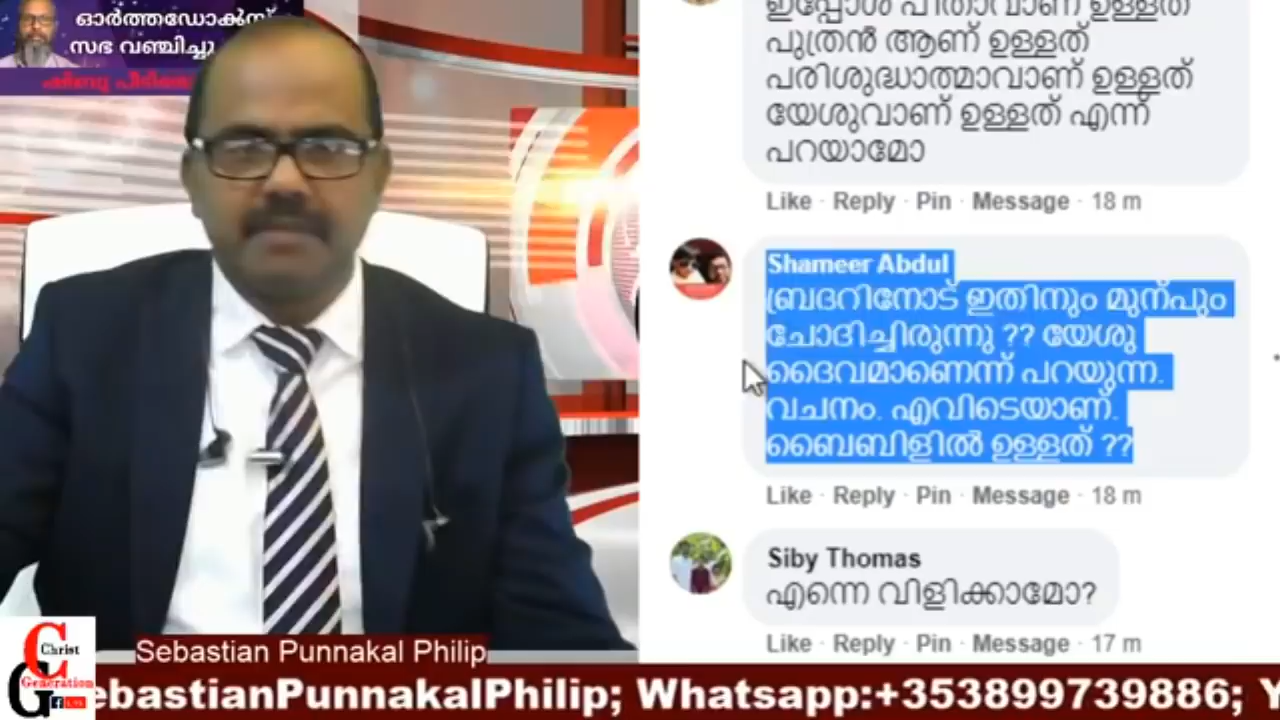 ഓർത്തഡോക്സ്
സഭ വഞ്ചിച്ചു
ഷിബു
ഇപ്പോൾ പിതാവാണ് ഉള്ളത്
പുത്രൻ ആണ് ഉള്ളത്
പരിശുദ്ധാത്മാവാണ് ഉള്ളത്
യേശുവാണ് ഉള്ളത് എന്ന്
പറയാമോ
Like · Reply · Pin · Message · 18 m
Shameer Abdul
ബ്രദറിനോട് ഇതിനും മുന്പും
ചോദിച്ചിരുന്നു ?? യേശു
ദൈവമാണെന്ന് പറയുന്ന.
വചനം. എവിടെയാണ്.
ബൈബിളിൽ ഉള്ളത് ??
Like · Reply · Pin · Message · 18 m
Siby Thomas
എന്നെ വിളിക്കാമോ?
Like · Reply · Pin · Message · 17 m
Sebastian Punnakal Philip
Christ
Generation
ebastianPunnakalPhilip; Whatsapp:+353899739886; Y